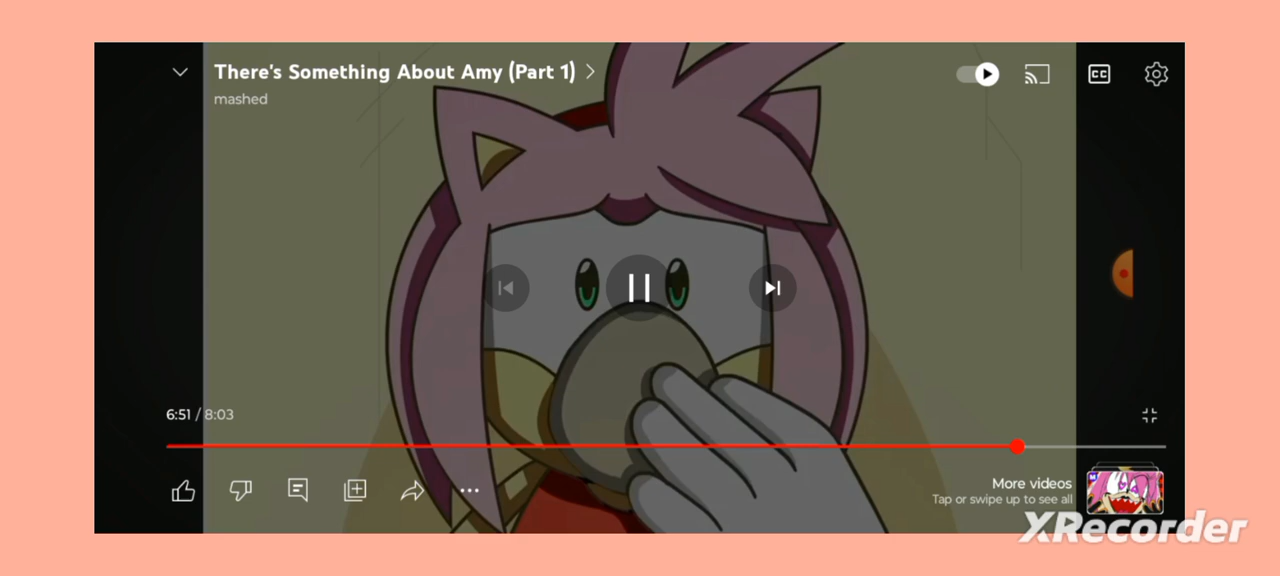 There's Something About Amy (Part 1)
mashed
CC
6:51 / 8:03
More videos
Tap or swipe up to see all
XRecorder